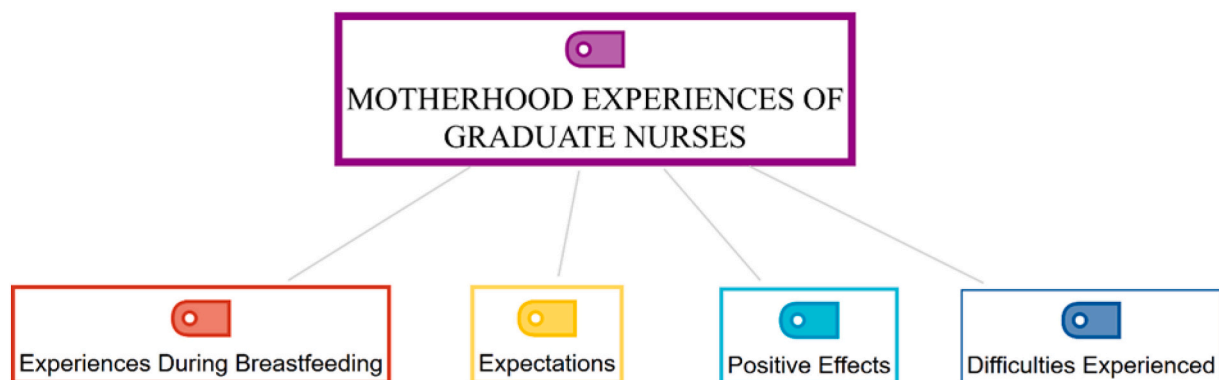 MOTHERHOOD EXPERIENCES OF
GRADUATE NURSES
Experiences During Breastfeeding
Expectations
Positive Effects
Difficulties Experienced